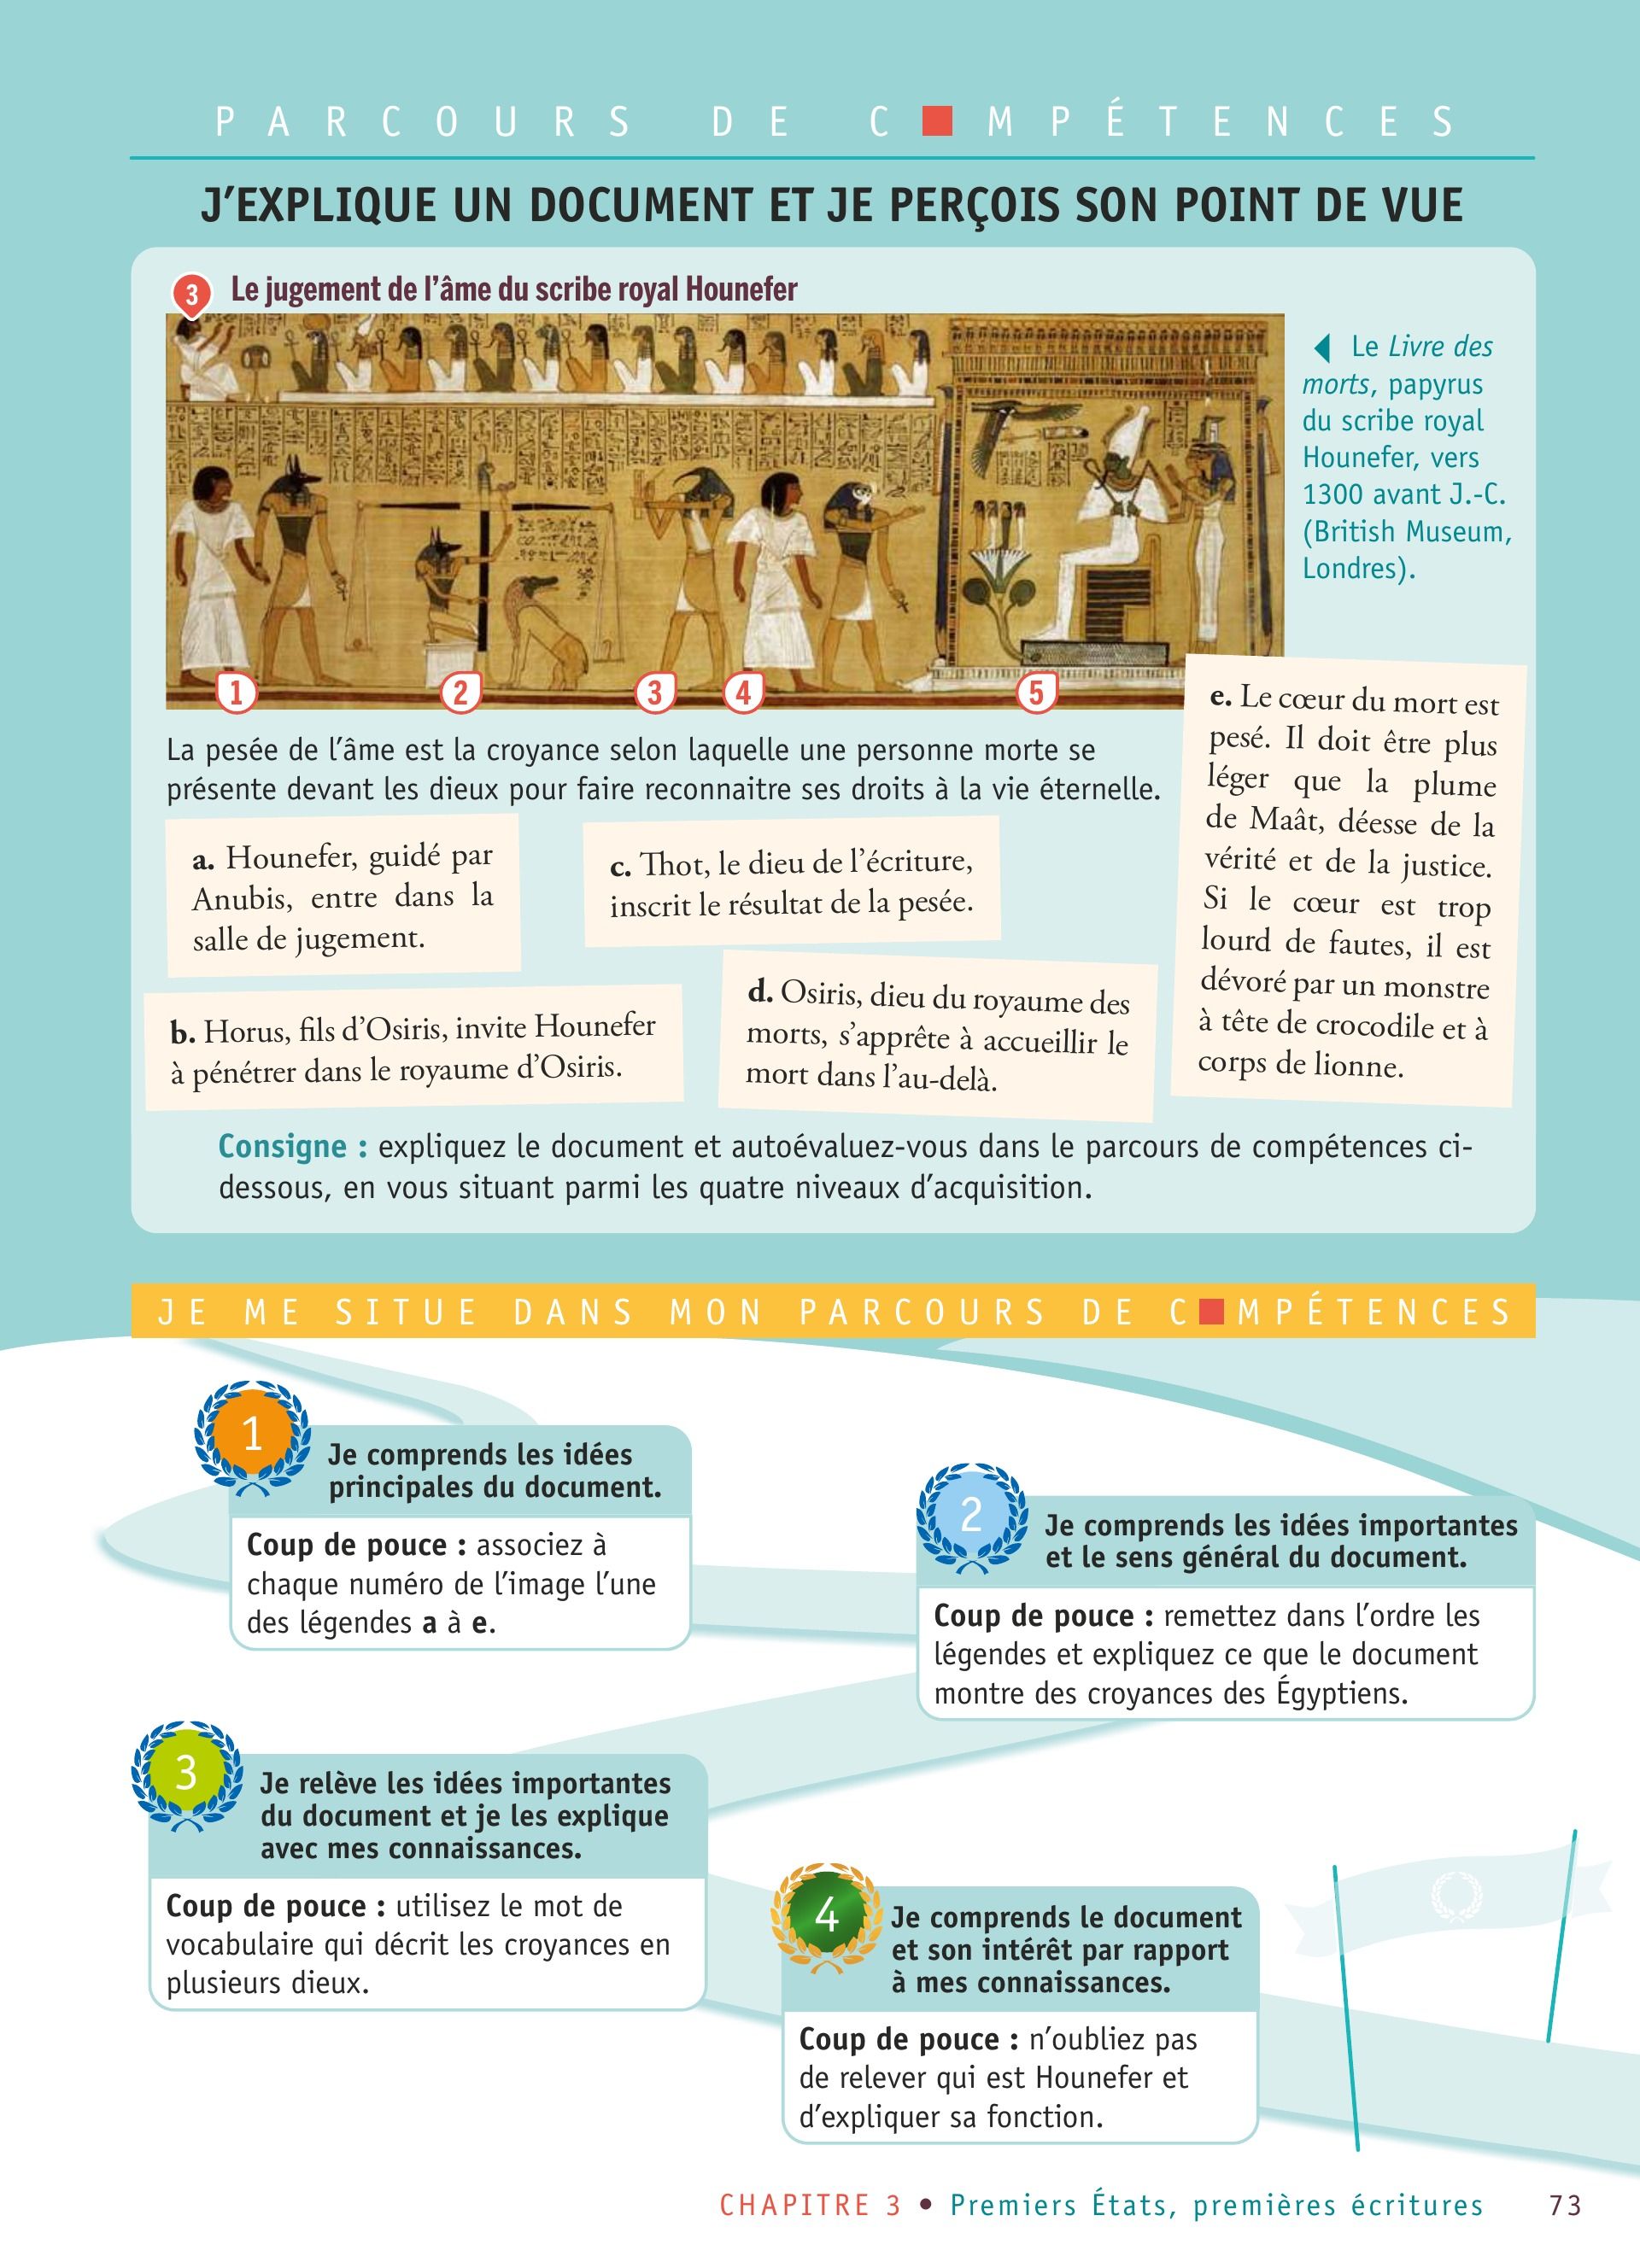 PARCOURS DE C■MPÉTENCES
J'EXPLIQUE UN DOCUMENT ET JE PERÇOIS SON POINT DE VUE
3 Le jugement de l'âme du scribe royal Hounefer
◀ Le Livre des
morts, papyrus
du scribe royal
Hounefer, vers
1300 avant J.-C.
(British Museum,
Londres).
1
2
3
4
5
La pesée de l'âme est la croyance selon laquelle une personne morte se
présente devant les dieux pour faire reconnaitre ses droits à la vie éternelle.
a. Hounefer, guidé par
Anubis, entre dans la
salle de jugement.
c. Thot, le dieu de l'écriture,
inscrit le résultat de la pesée.
b. Horus, fils d'Osiris, invite Hounefer
à pénétrer dans le royaume d'Osiris.
d. Osiris, dieu du royaume des
morts, s'apprête à accueillir le
mort dans l'au-delà.
e. Le cœur du mort est
pesé. Il doit être plus
léger que la plume
de Maât, déesse de la
vérité et de la justice.
Si le cœur est trop
lourd de fautes, il est
dévoré par un monstre
à tête de crocodile et à
corps de lionne.
Consigne : expliquez le document et autoévaluez-vous dans le parcours de compétences ci-
dessous, en vous situant parmi les quatre niveaux d'acquisition.
JE ME SITUE DANS MON PARCOURS DE C■MPÉTENCES
1
Je comprends les idées
principales du document.
Coup de pouce : associez à
chaque numéro de l'image l'une
des légendes a à e.
2
Je comprends les idées importantes
et le sens général du document.
Coup de pouce : remettez dans l'ordre les
légendes et expliquez ce que le document
montre des croyances des Égyptiens.
3
Je relève les idées importantes
du document et je les explique
avec mes connaissances.
Coup de pouce : utilisez le mot de
vocabulaire qui décrit les croyances en
plusieurs dieux.
4
Je comprends le document
et son intérêt par rapport
à mes connaissances.
Coup de pouce : n'oubliez pas
de relever qui est Hounefer et
d'expliquer sa fonction.
CHAPITRE 3 • Premiers États, premières écritures 73